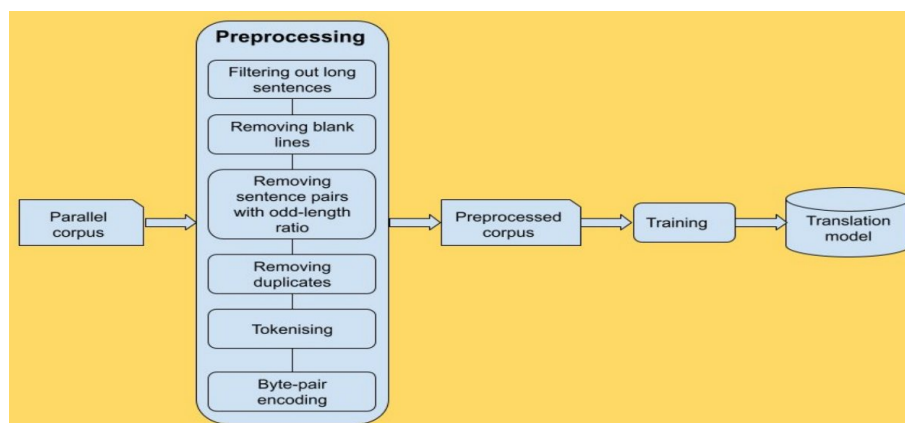 Preprocessing
Filtering out long
sentences
Removing blank
lines
Removing
sentence pairs
with odd-length
ratio
Removing
duplicates
Tokenising
Byte-pair
encoding
Parallel
corpus
Preprocessed
corpus
Training
Translation
model